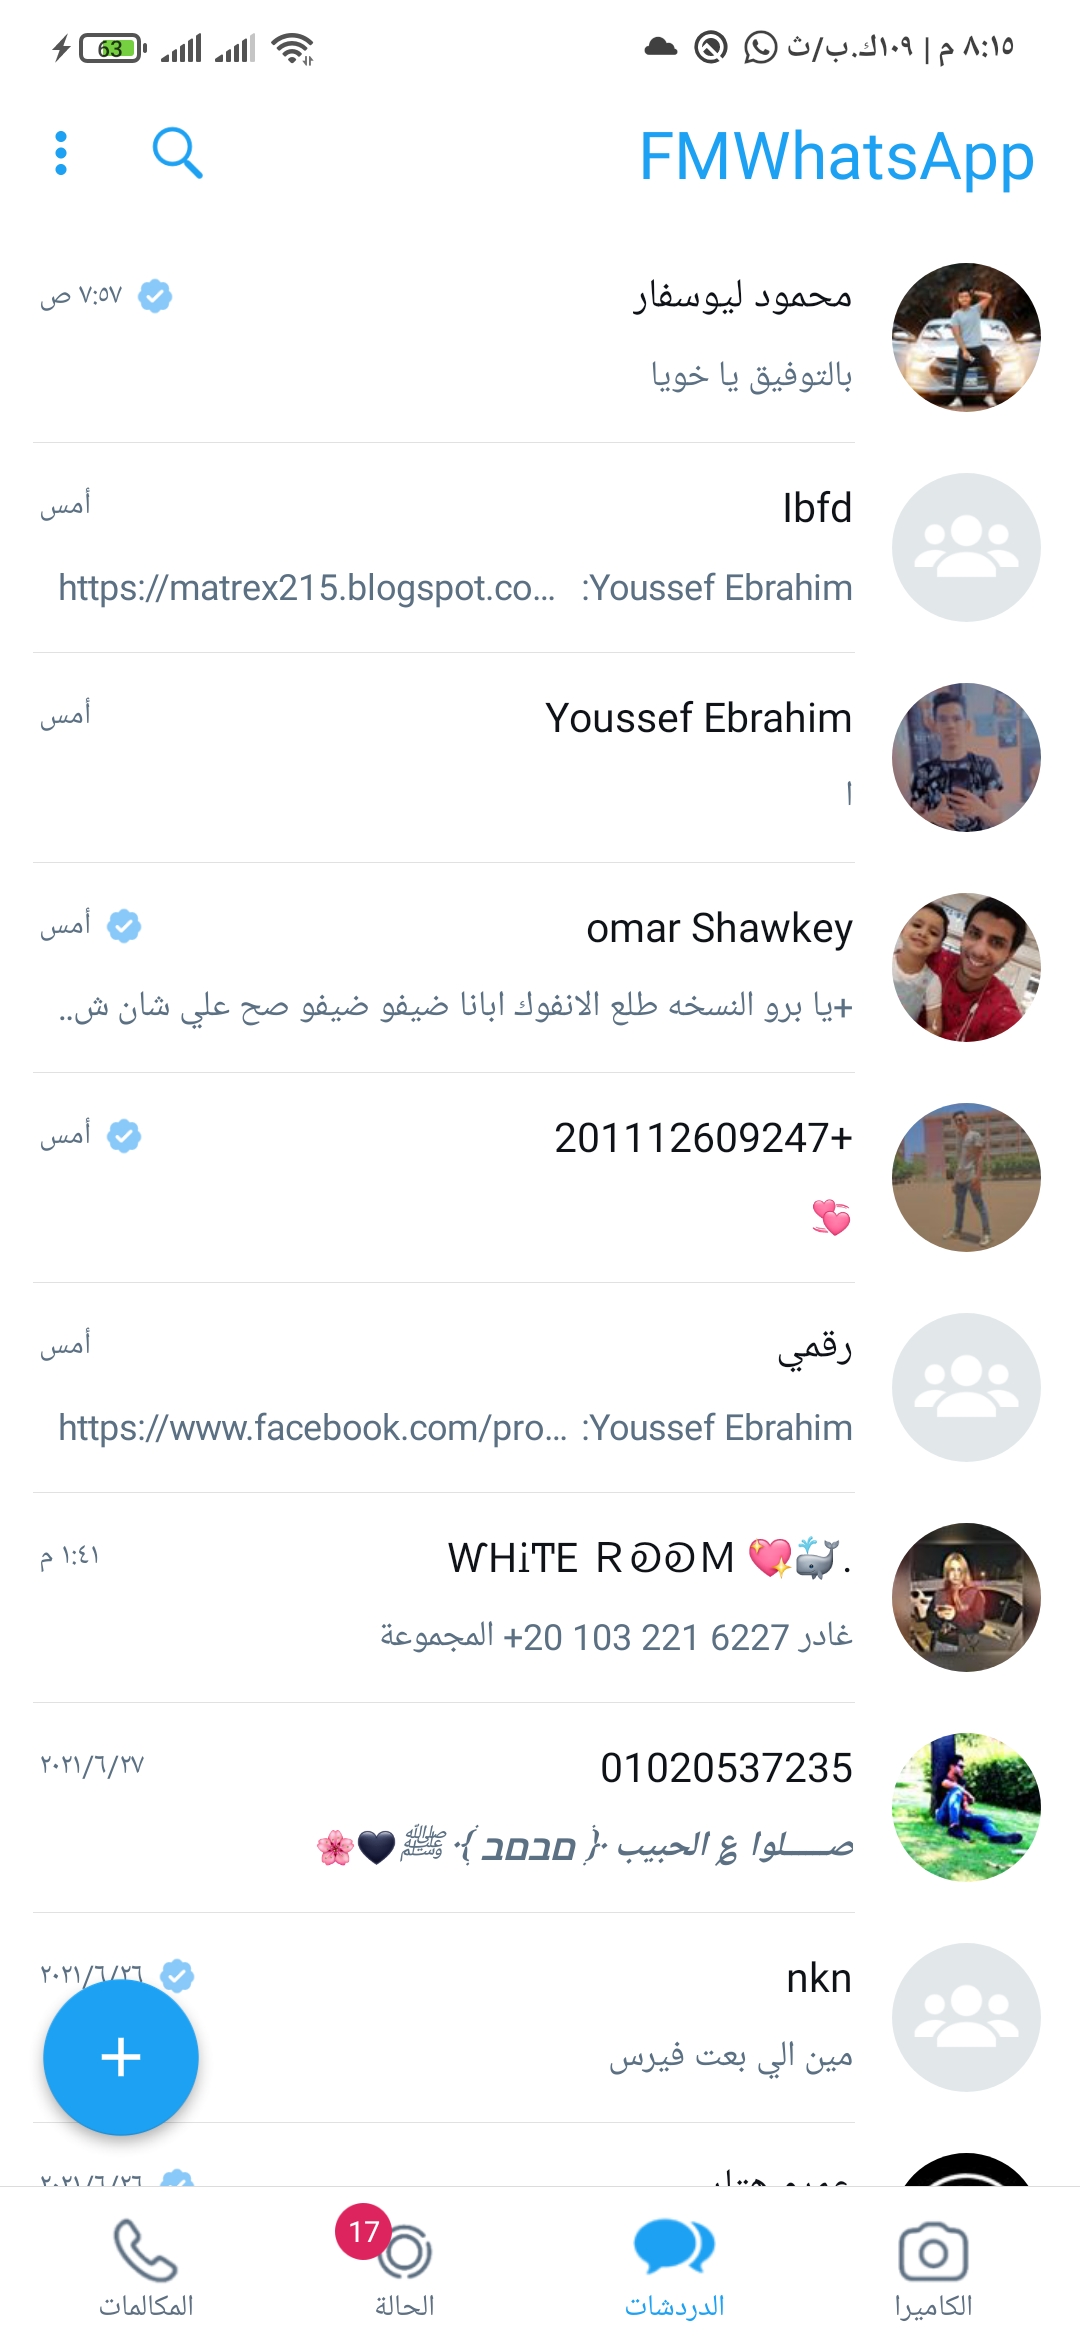 ٨:١٥ م | ١٠٩ك.ب/ث
63
FMWhatsApp
محمود ليوسفار
٧:٥٧ ص
بالتوفيق يا خويا
Ibfd
أمس
Youssef Ebrahim: https://matrex215.blogspot.co...
Youssef Ebrahim
أمس
ا
omar Shawkey
أمس
+يا برو النسخه طلع الانفوك ابانا ضيفو ضيفو صح علي شان ش..
201112609247+
أمس
💞
رقمي
أمس
Youssef Ebrahim: https://www.facebook.com/pro...
.🐳💖 ᏔᎻᎥᎢᎬ ᎡᎧᎧᎷ
١:٤١ م
غادر 6227 221 103 20+ المجموعة
01020537235
٢٠٢١/٦/٢٧
صـــلوا ؏ الحبيب ⦃ מבמב ⦄ ﷺ🖤🌸
nkn
٢٠٢١/٦/٢٦
مين الي بعت فيرس
٢٠٢١/٦/٢٦
الكاميرا
الدردشات
17
الحالة
المكالمات